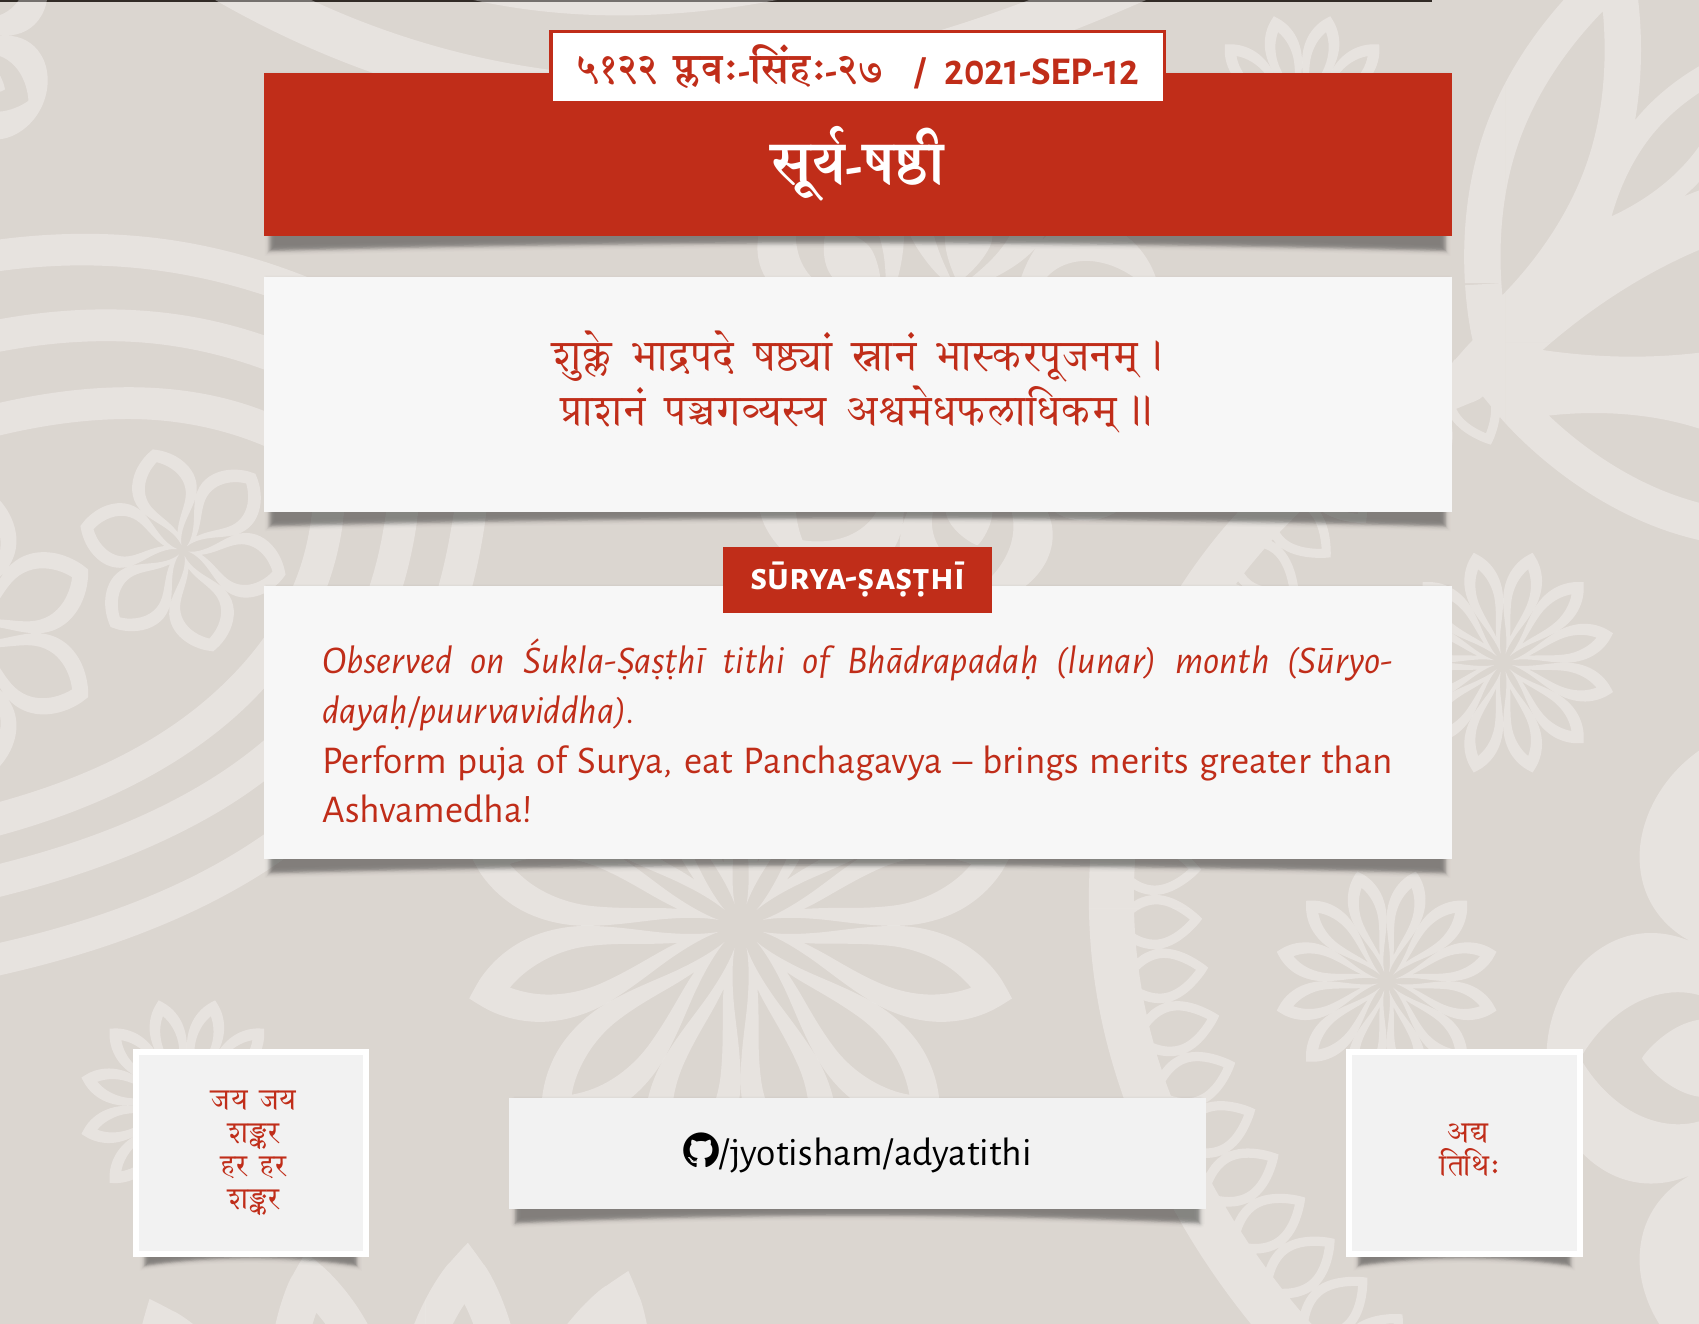 ५१२२ प्लवः-सिंहः-२७ / 2021-SEP-12
सूर्य-षष्ठी
शुक्ले भाद्रपदे षष्ठ्यां स्नानं भास्करपूजनम्।
प्राशनं पञ्चगव्यस्य अश्वमेधफलाधिकम्॥
SŪRYA-ṢAṢṬHĪ
Observed on Śukla-Ṣaṣṭhī tithi of Bhādrapadaḥ (lunar) month (Sūryo-
dayaḥ/puurvaviddha).
Perform puja of Surya, eat Panchagavya – brings merits greater than
Ashvamedha!
जय जय
शङ्कर
हर हर
शङ्कर
/jyotisham/adyatithi
अद्य
तिथिः